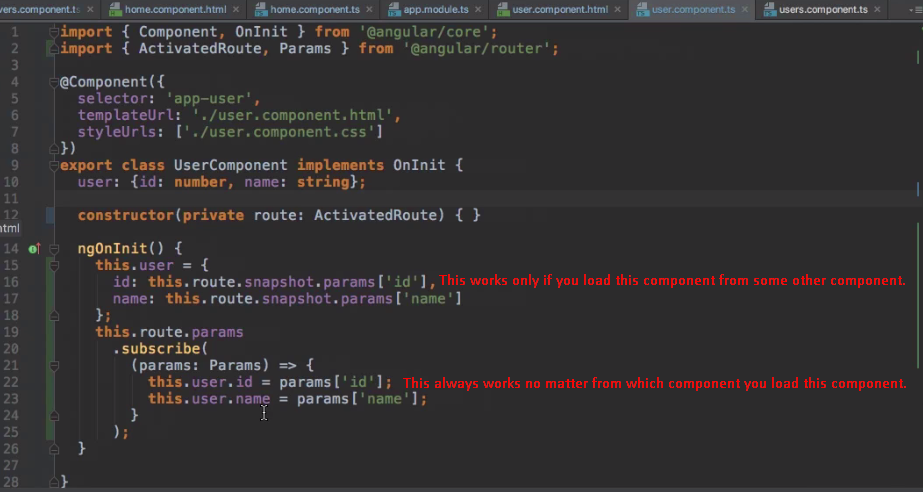 vers.component.ts home.component.html home.component.ts app.module.ts user.component.html user.component.ts users.component.ts
1 import { Component, OnInit } from '@angular/core';
2 import { ActivatedRoute, Params } from '@angular/router';
3
4 @Component({
5 selector: 'app-user',
6 templateUrl: './user.component.html',
7 styleUrls: ['./user.component.css']
8 })
9 export class UserComponent implements OnInit {
10 user: {id: number, name: string};
11
12 constructor(private route: ActivatedRoute) { }
html
14 ngOnInit() {
15 this.user = {
16 id: this.route.snapshot.params['id'], This works only if you load this component from some other component.
17 name: this.route.snapshot.params['name']
18 };
19 this.route.params
20 .subscribe(
21 (params: Params) => {
22 this.user.id = params['id']; This always works no matter from which component you load this component.
23 this.user.name = params['name'];
24 }
25 );
26 }
27
28 }